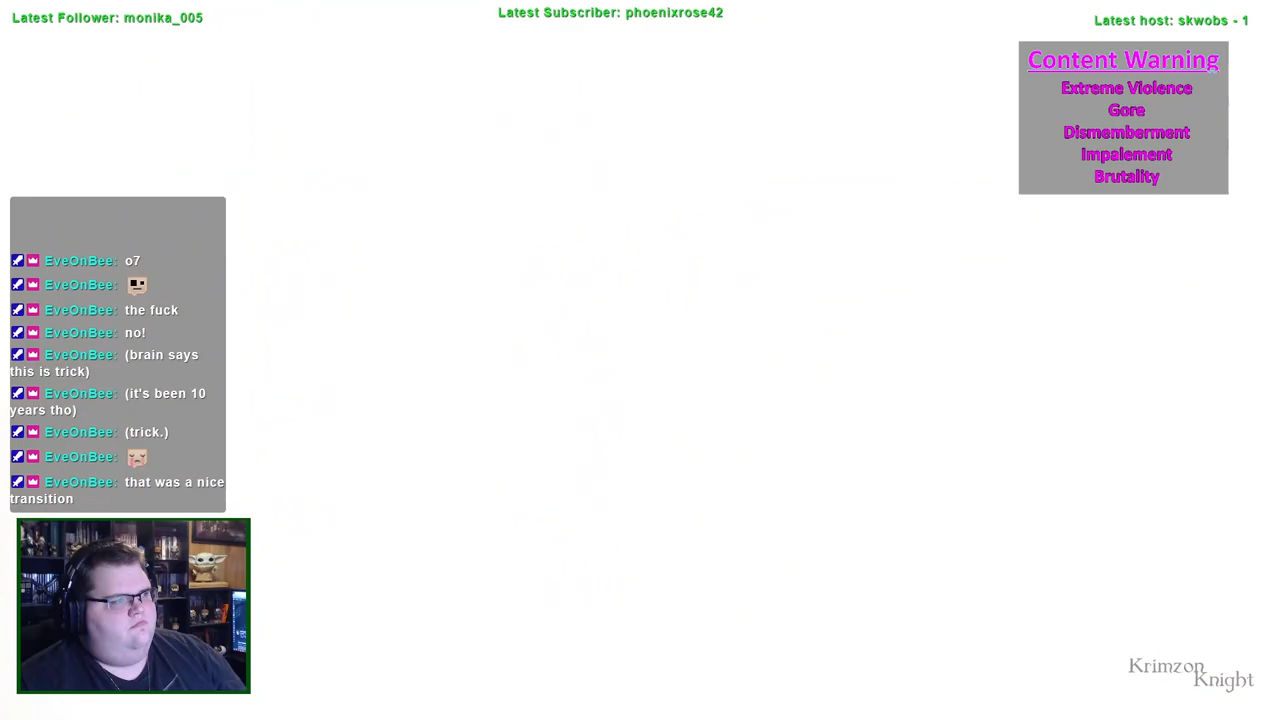 Latest Follower: monika_005
Latest Subscriber: phoenixrose42
Latest host: skwobs - 1
Content Warning
Extreme Violence
Gore
Dismemberment
Impalement
Brutality
EveOnBee: o7
EveOnBee:
EveOnBee: the fuck
EveOnBee: no!
EveOnBee: (brain says
this is trick)
EveOnBee: (it's been 10
years tho)
EveOnBee: (trick.)
EveOnBee:
EveOnBee: that was a nice
transition
Krimzon
Knight